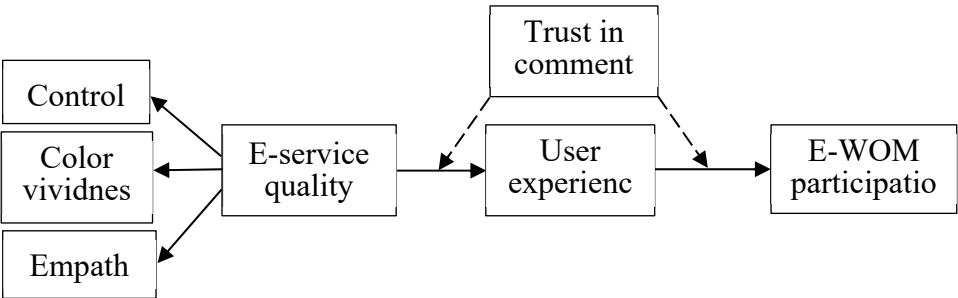 Trust in
comment
Control
Color
vividnes
Empath
E-service
quality
User
experienc
E-WOM
participatio